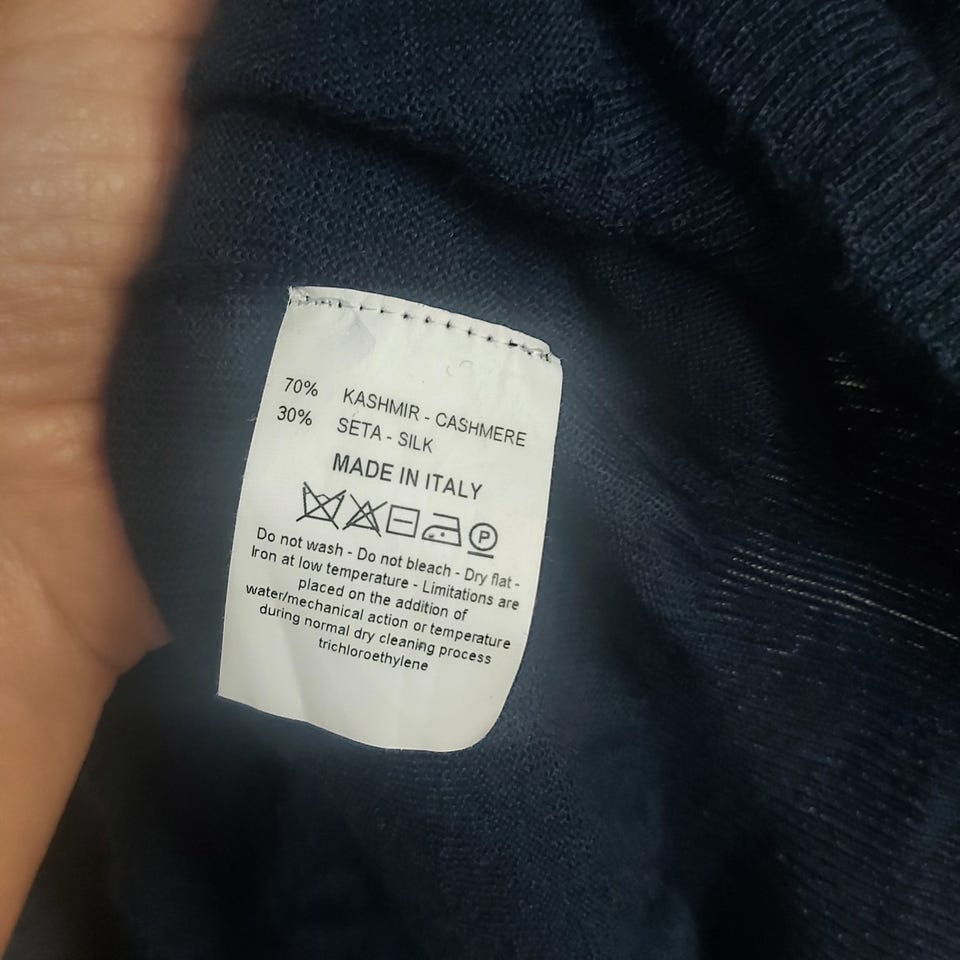 70% KASHMIR - CASHMERE
30% SETA - SILK
MADE IN ITALY
P
Do not wash - Do not bleach - Dry flat -
Iron at low temperature - Limitations are
placed on the addition of
water/mechanical action or temperature
during normal dry cleaning process
trichloroethylene